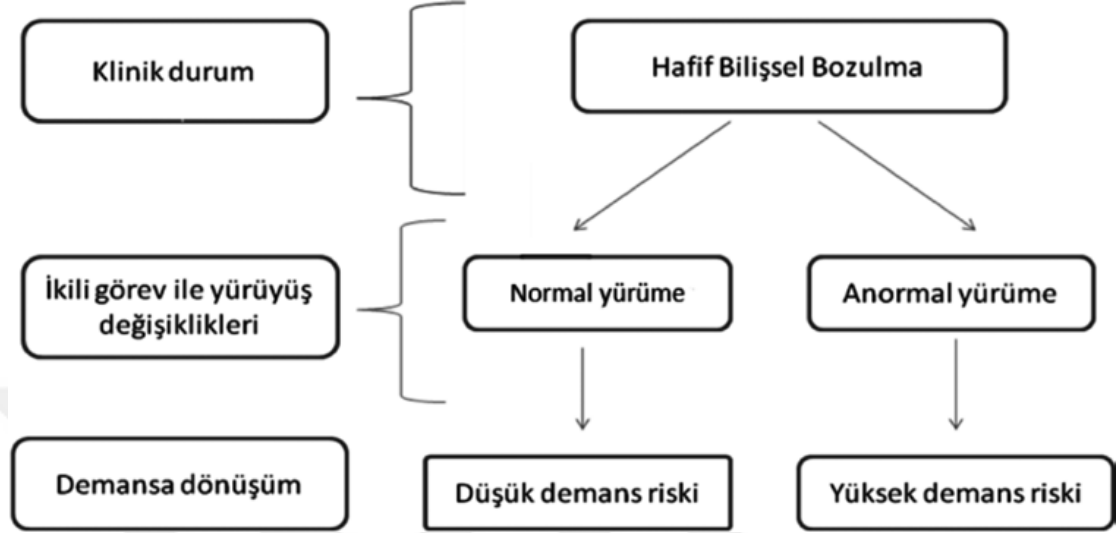 Klinik durum
Hafif Bilişsel Bozulma
İkili görev ile yürüyüş
değişiklikleri
Normal yürüme
Anormal yürüme
Demansa dönüşüm
Düşük demans riski
Yüksek demans riski